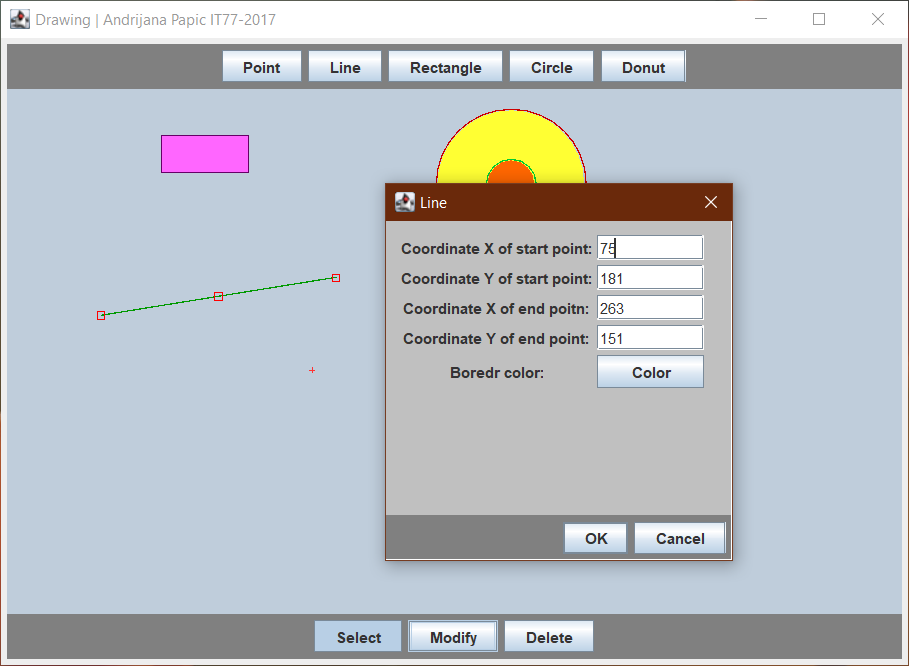 Drawing | Andrijana Papic IT77-2017
Point Line Rectangle Circle Donut
Line
Coordinate X of start point: 75
Coordinate Y of start point: 181
Coordinate X of end poitn: 263
Coordinate Y of end point: 151
Boredr color: Color
OK Cancel
Select Modify Delete